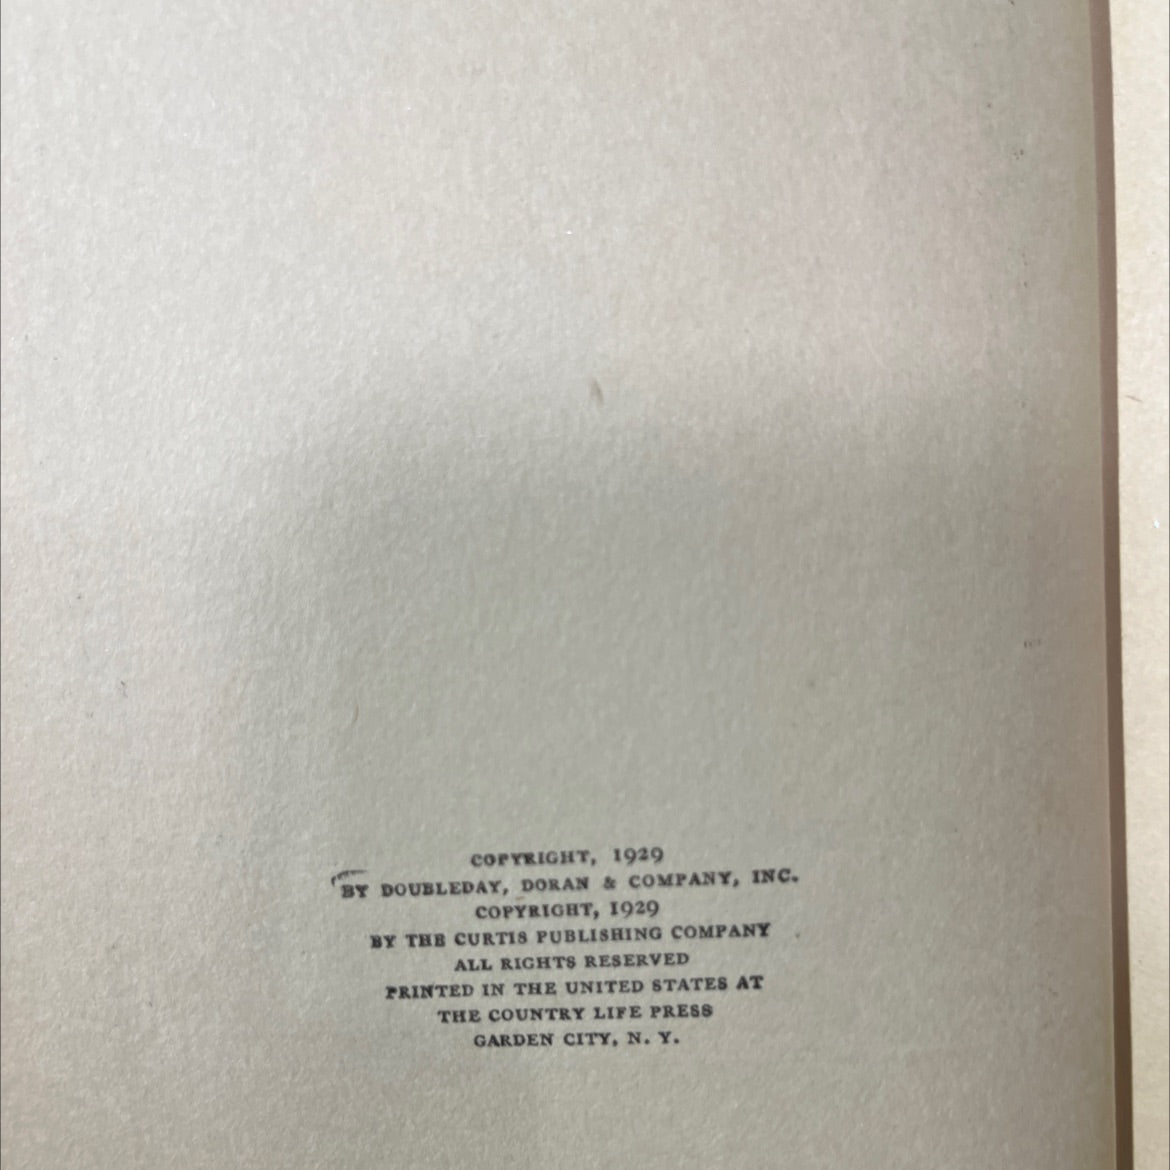 COPYRIGHT, 1929
BY DOUBLEDAY, DORAN & COMPANY, INC.
COPYRIGHT, 1929
BY THE CURTIS PUBLISHING COMPANY
ALL RIGHTS RESERVED
PRINTED IN THE UNITED STATES AT
THE COUNTRY LIFE PRESS
GARDEN CITY, N. Y.